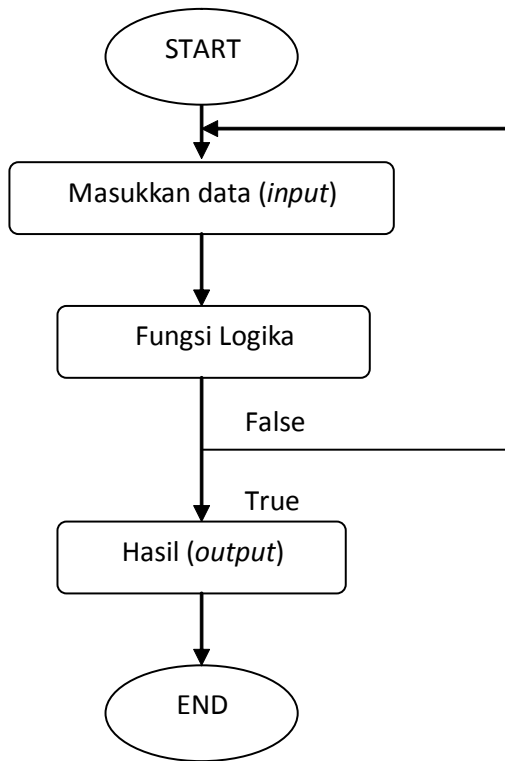 START
Masukkan data (input)
Fungsi Logika
False
True
Hasil (output)
END